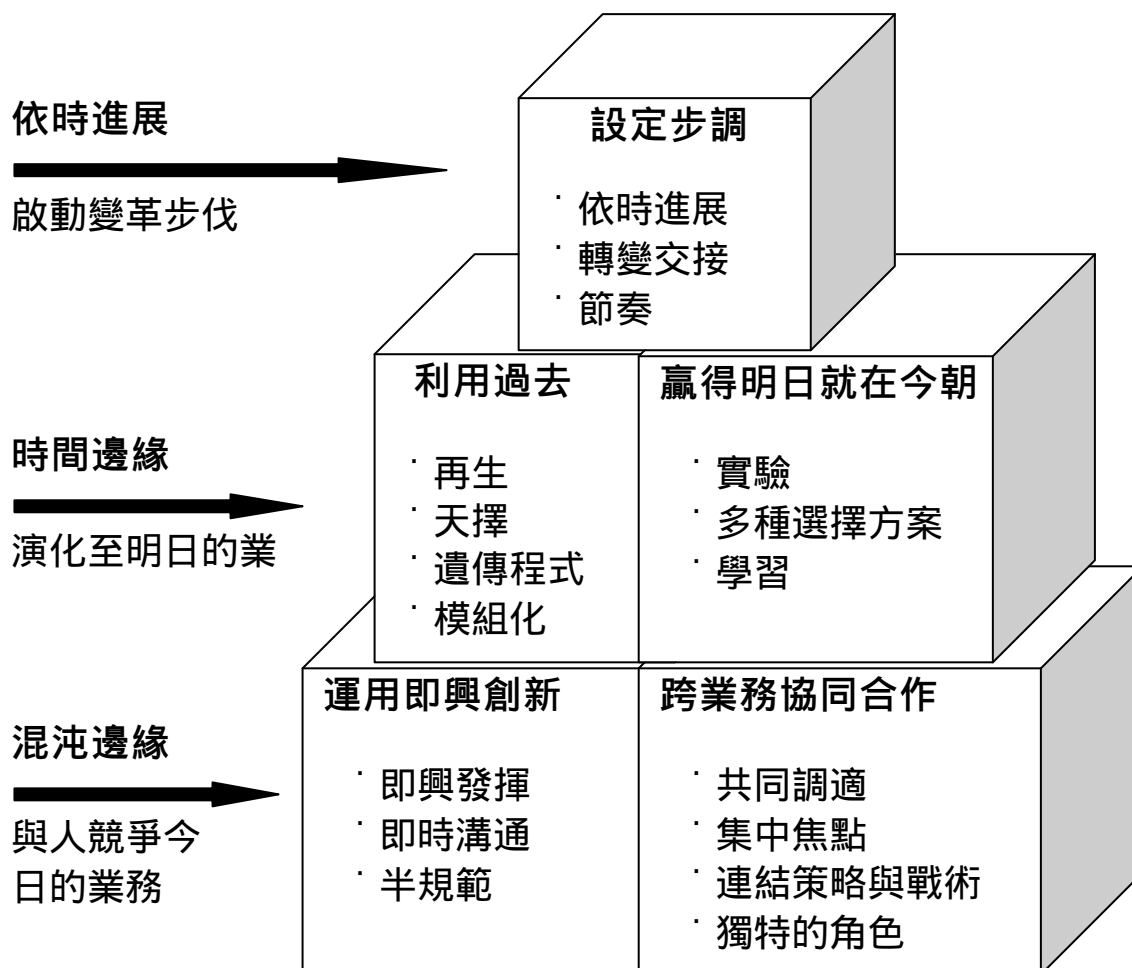 依時進展
啟動變革步伐
設定步調
˙依時進展
˙轉變交接
˙節奏
時間邊緣
演化至明日的業
利用過去
˙再生
˙天擇
˙遺傳程式
˙模組化
贏得明日就在今朝
˙實驗
˙多種選擇方案
˙學習
混沌邊緣
與人競爭今
日的業務
運用即興創新
˙即興發揮
˙即時溝通
˙半規範
跨業務協同合作
˙共同調適
˙集中焦點
˙連結策略與戰術
˙獨特的角色